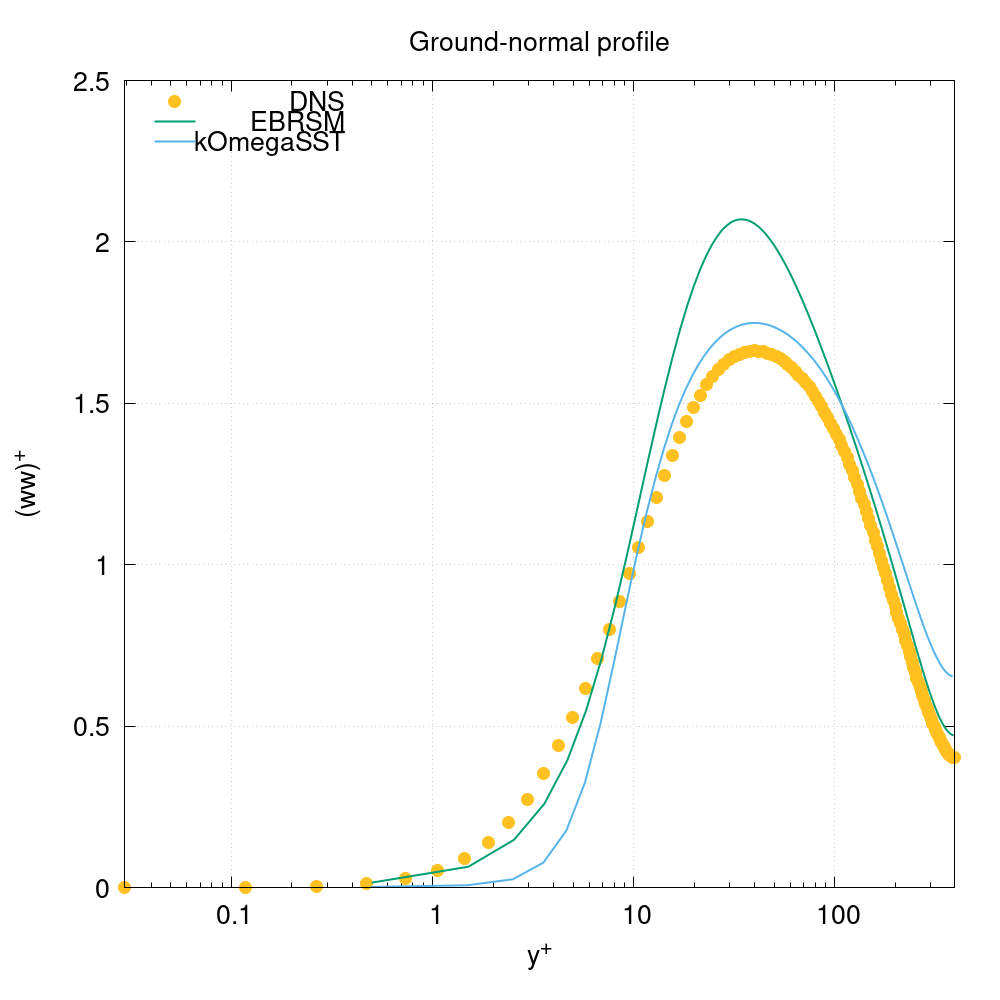 Ground-normal profile
2.5
DNS
EBRSM
kOmegaSST
2
1.5
(ww)⁺
1
0.5
0
0.1 1 10 100
y⁺